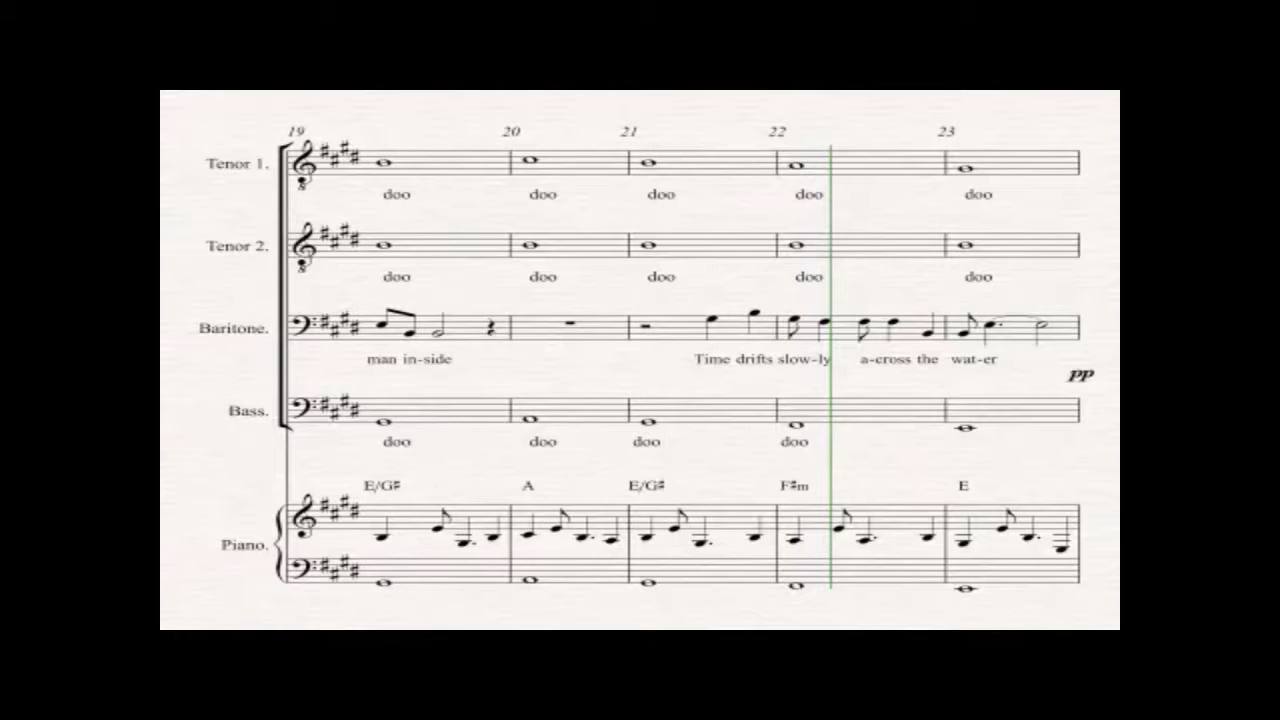 19 20 21 22 23
Tenor 1.
doo doo doo doo doo
Tenor 2.
doo doo doo doo doo
Baritone.
man in-side Time drifts slow-ly a-cross the wat-er
pp
Bass.
doo doo doo doo
E/G# A E/G# F#m E
Piano.